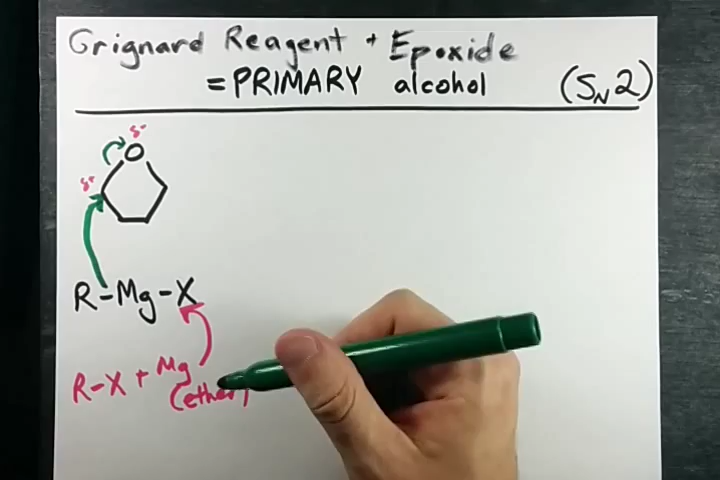 Grignard Reagent + Epoxide
= PRIMARY alcohol (SN2)
δ-
O
δ+
R-Mg-X
R-X + Mg
(ether)